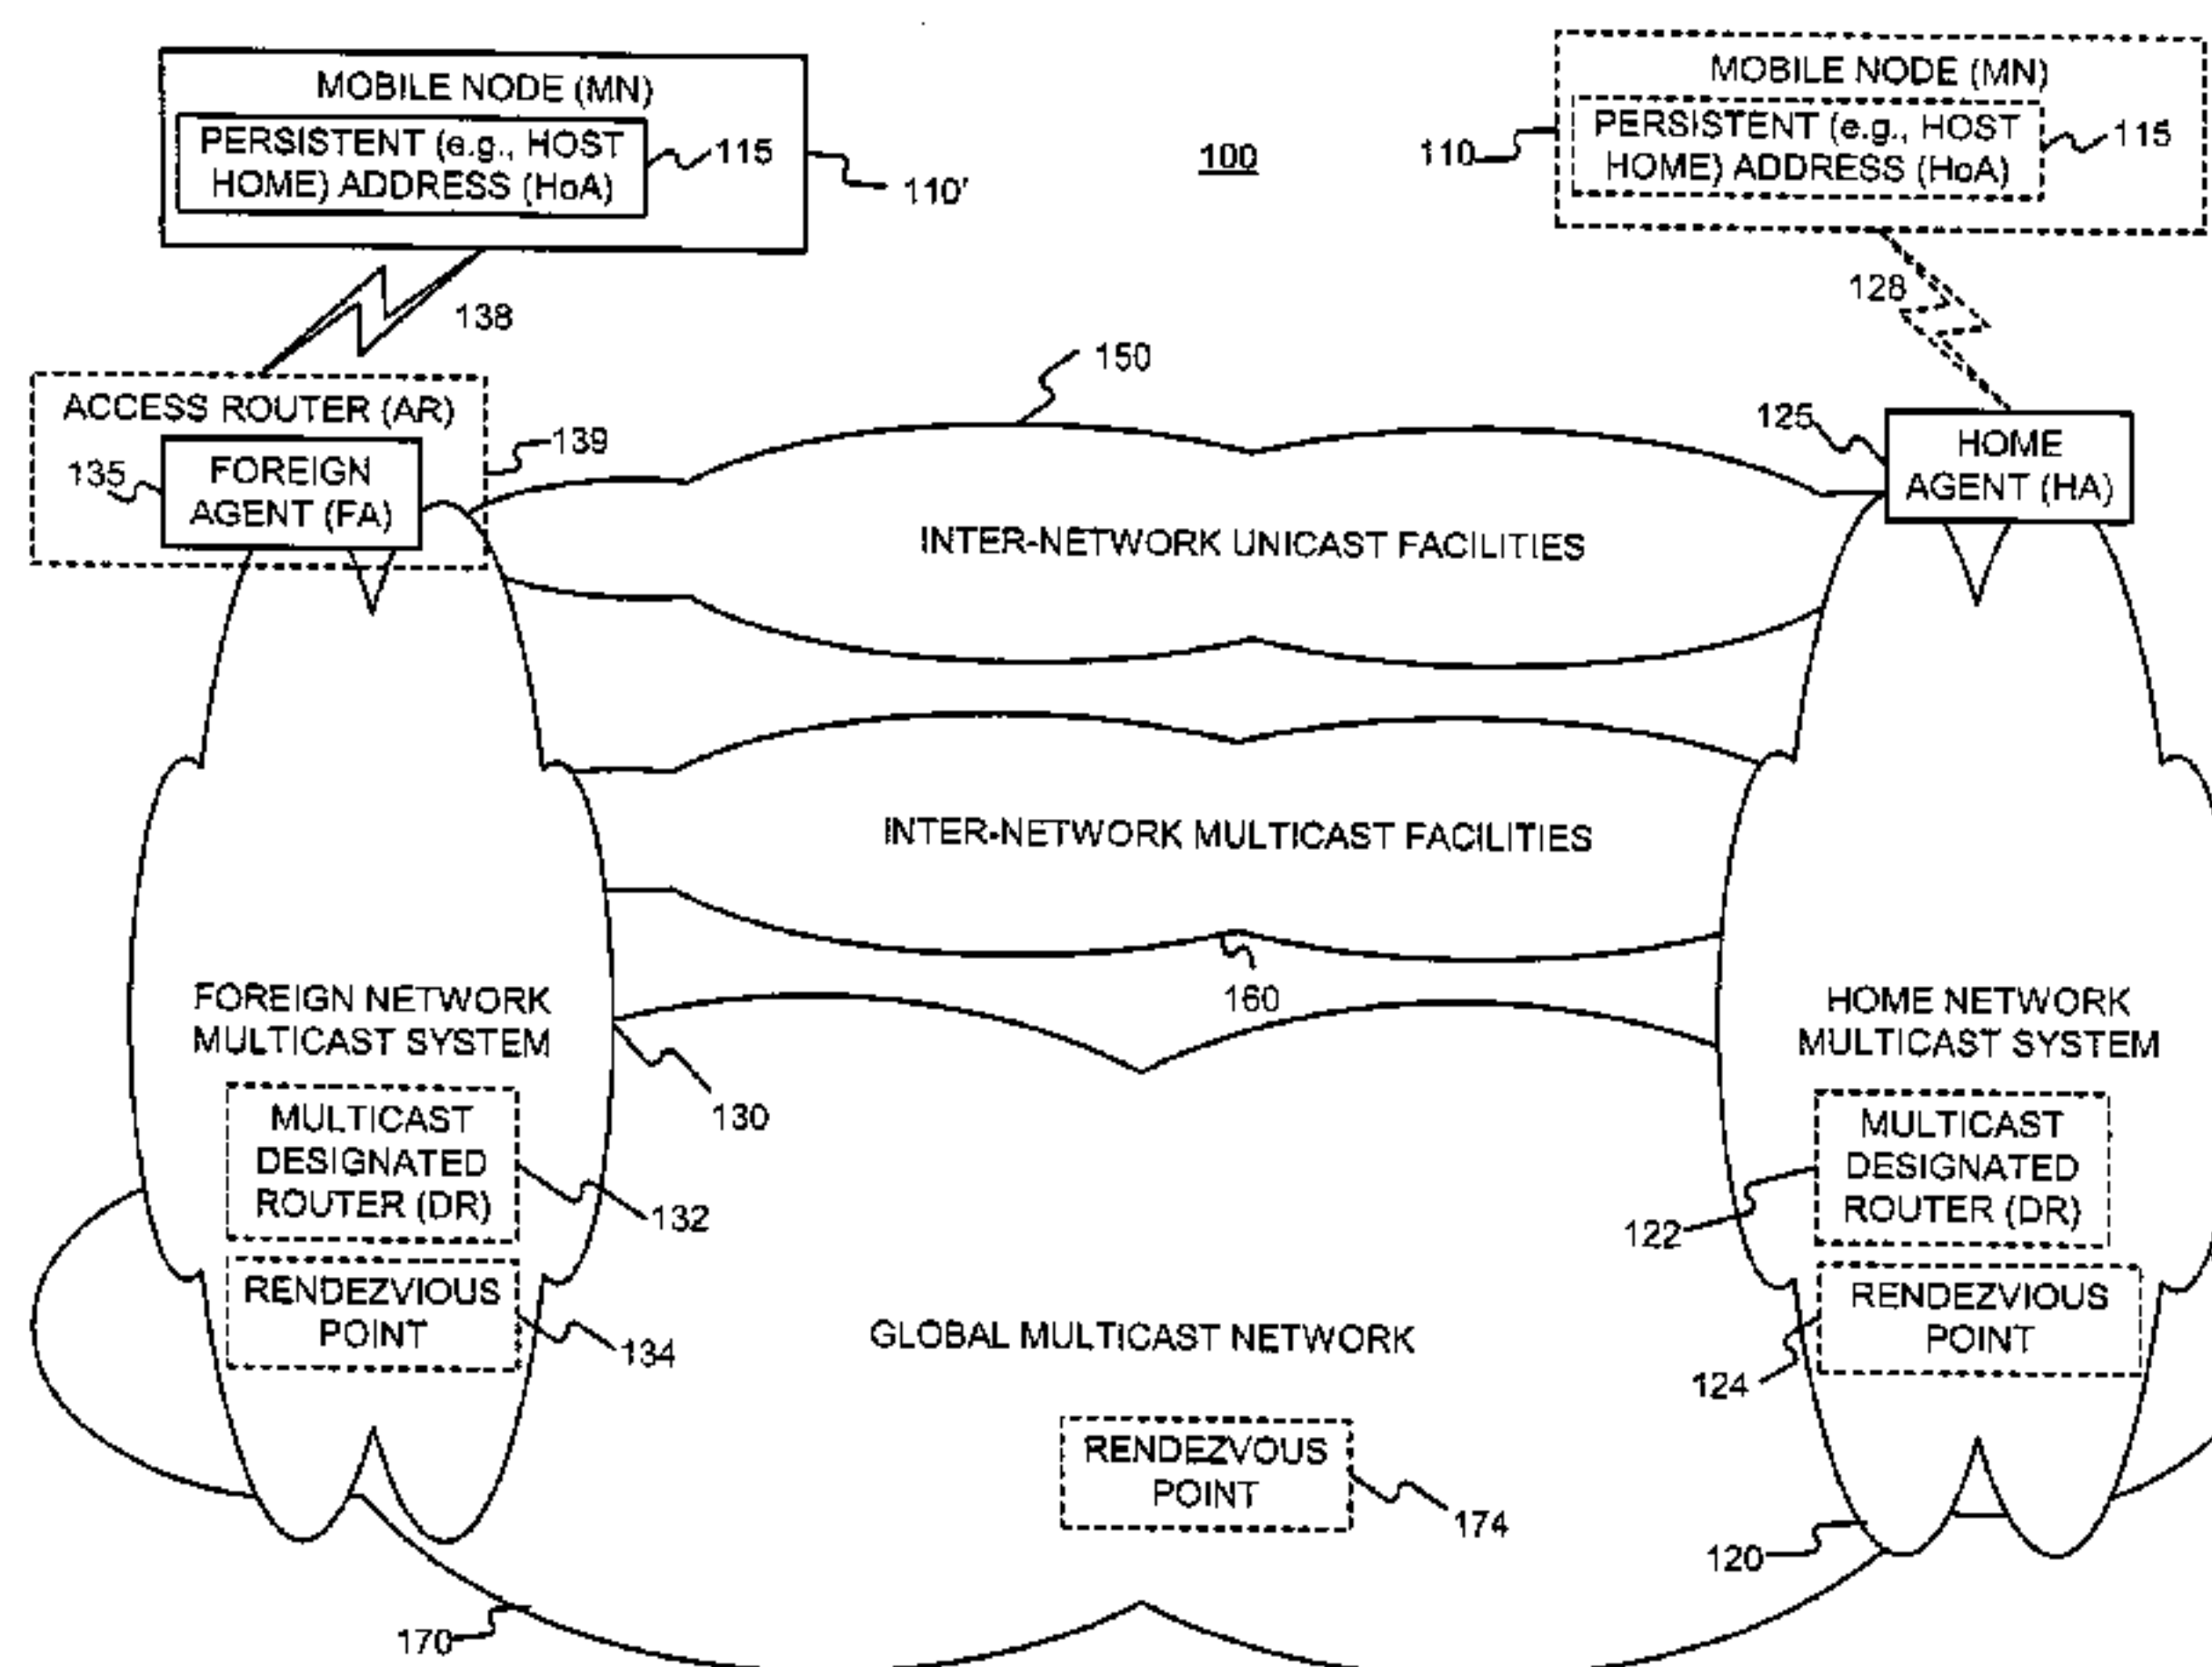 MOBILE NODE (MN)
PERSISTENT (e.g., HOST
HOME) ADDRESS (HoA)
115
110'
100
MOBILE NODE (MN)
PERSISTENT (e.g., HOST
HOME) ADDRESS (HoA)
110
115
138
128
150
ACCESS ROUTER (AR)
139
FOREIGN
AGENT (FA)
135
125
HOME
AGENT (HA)
INTER-NETWORK UNICAST FACILITIES
INTER-NETWORK MULTICAST FACILITIES
160
FOREIGN NETWORK
MULTICAST SYSTEM
130
MULTICAST
DESIGNATED
ROUTER (DR)
132
RENDEZVIOUS
POINT
134
HOME NETWORK
MULTICAST SYSTEM
MULTICAST
DESIGNATED
ROUTER (DR)
122
RENDEZVIOUS
POINT
124
GLOBAL MULTICAST NETWORK
RENDEZVOUS
POINT
174
120
170